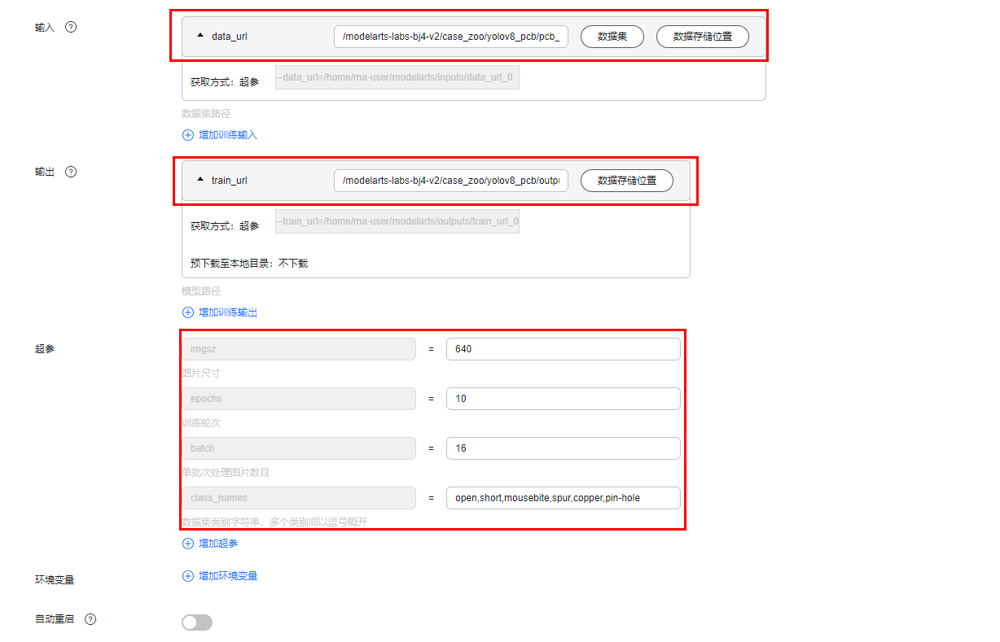 输入 ?
data_url /modelarts-labs-bj4-v2/case_zoo/yolov8_pcb/pcb_ 数据集 数据存储位置
获取方式：超参 --data_url=/home/ma-user/modelarts/inputs/data_url_0
数据集路径
增加训练输入
输出 ?
train_url /modelarts-labs-bj4-v2/case_zoo/yolov8_pcb/outpu 数据存储位置
获取方式：超参 --train_url=/home/ma-user/modelarts/outputs/train_url_0
预下载至本地目录：不下载
模型路径
增加训练输出
超参 imgsz = 640
图片尺寸
epochs = 10
训练轮次
batch = 16
单批次处理图片数目
class_names = open,short,mousebite,spur,copper,pin-hole
数据集类别字符串，多个类别间以逗号隔开
增加超参
环境变量 增加环境变量
自动重启 ?